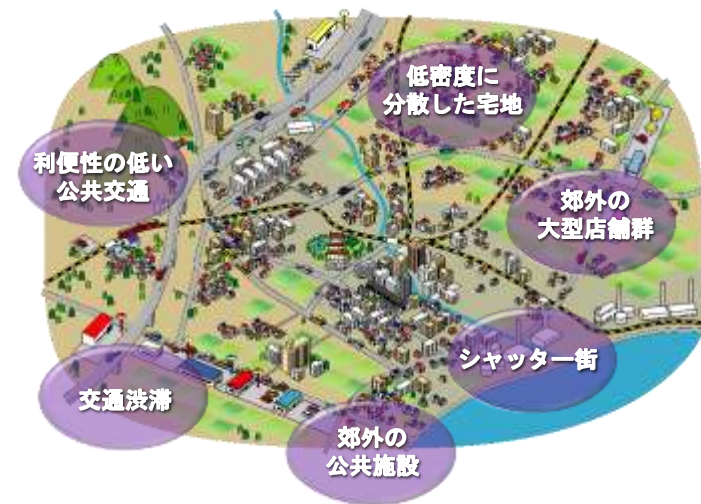 低密度に
分散した宅地
利便性の低い
公共交通
郊外の
大型店舗群
シャッター街
交通渋滞
郊外の
公共施設